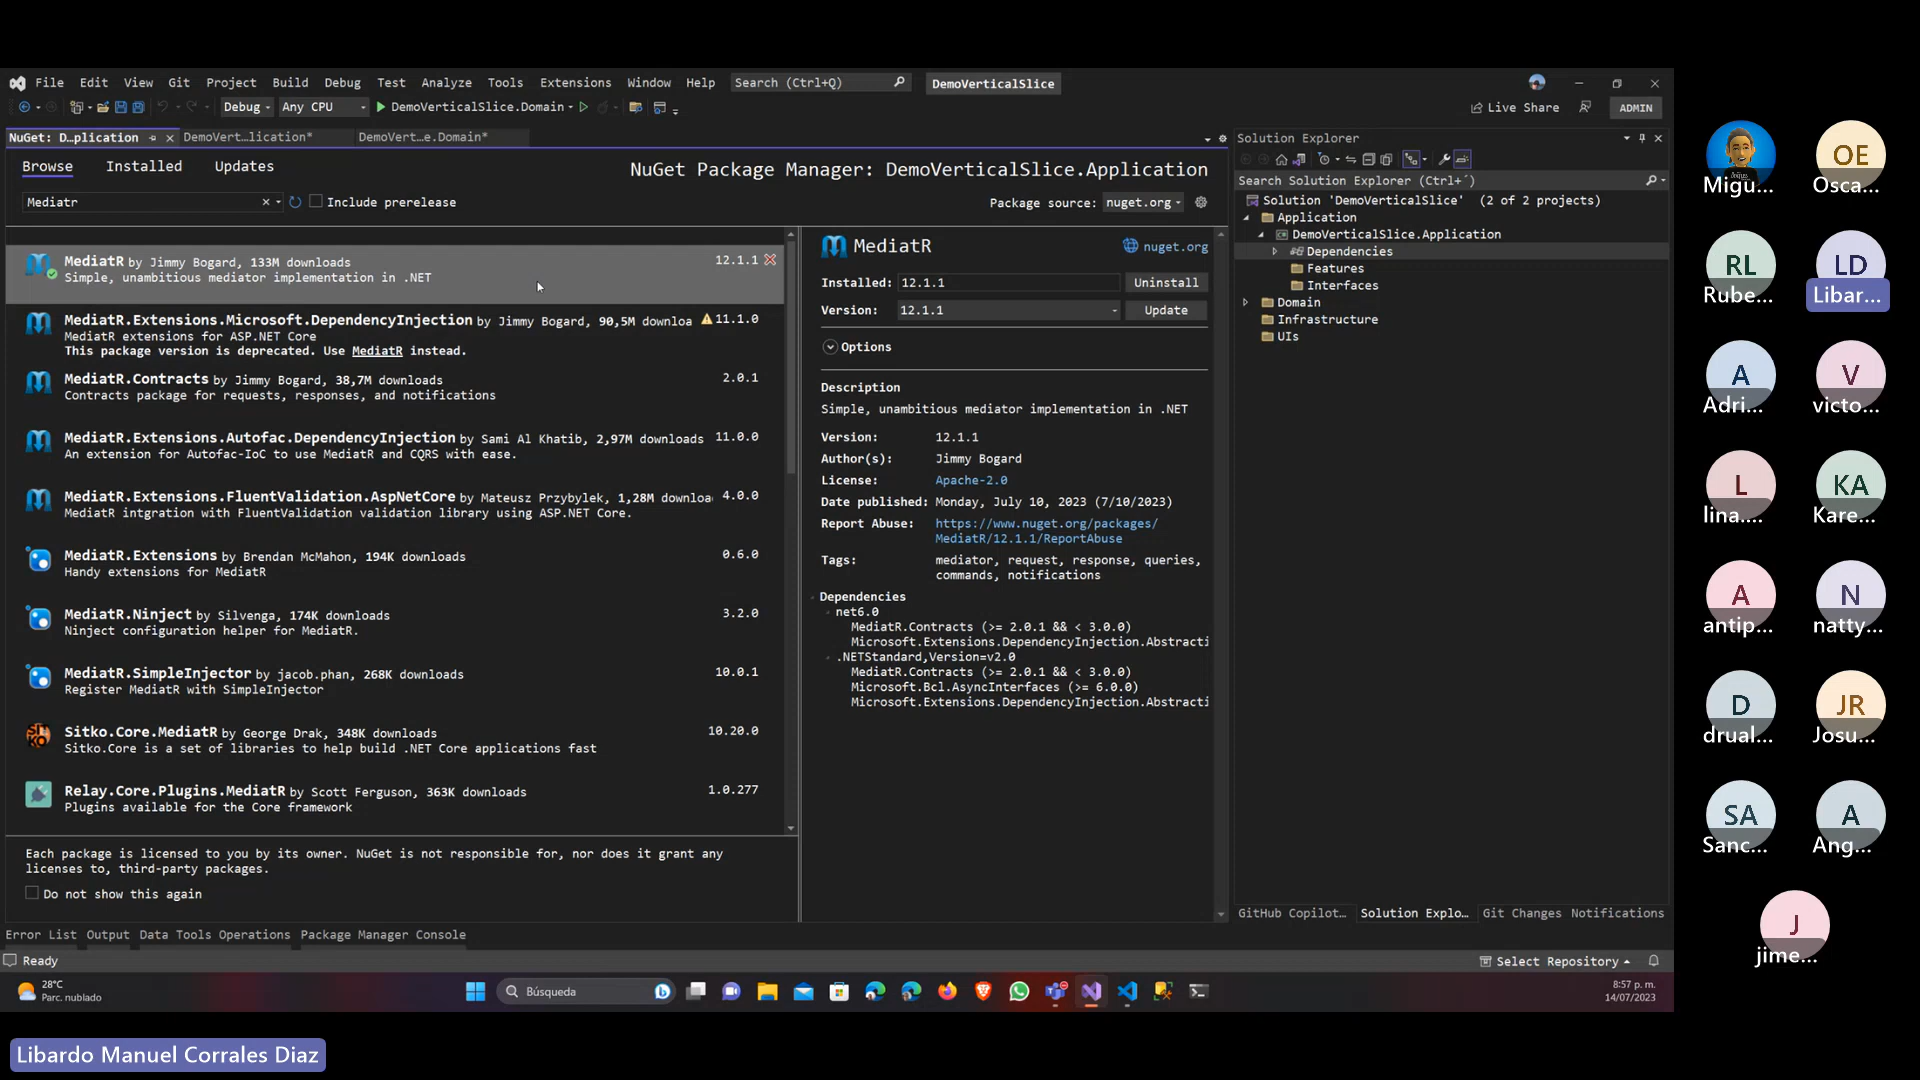 File Edit View Git Project Build Debug Test Analyze Tools Extensions Window Help Search (Ctrl+Q) DemoVerticalSlice
Debug Any CPU DemoVerticalSlice.Domain Live Share ADMIN
NuGet: D...plication DemoVert...lication* DemoVert...e.Domain*
Browse Installed Updates
NuGet Package Manager: DemoVerticalSlice.Application
Mediatr
Include prerelease
Package source: nuget.org
MediatR by Jimmy Bogard, 133M downloads 12.1.1
Simple, unambitious mediator implementation in .NET
MediatR.Extensions.Microsoft.DependencyInjection by Jimmy Bogard, 90,5M downloa 11.1.0
MediatR extensions for ASP.NET Core
This package version is deprecated. Use MediatR instead.
MediatR.Contracts by Jimmy Bogard, 38,7M downloads 2.0.1
Contracts package for requests, responses, and notifications
MediatR.Extensions.Autofac.DependencyInjection by Sami Al Khatib, 2,97M downloads 11.0.0
An extension for Autofac-IoC to use MediatR and CQRS with ease.
MediatR.Extensions.FluentValidation.AspNetCore by Mateusz Przybylek, 1,28M downloa 4.0.0
MediatR intgration with FluentValidation validation library using ASP.NET Core.
MediatR.Extensions by Brendan McMahon, 194K downloads 0.6.0
Handy extensions for MediatR
MediatR.Ninject by Silvenga, 174K downloads 3.2.0
Ninject configuration helper for MediatR.
MediatR.SimpleInjector by jacob.phan, 268K downloads 10.0.1
Register MediatR with SimpleInjector
Sitko.Core.MediatR by George Drak, 348K downloads 10.20.0
Sitko.Core is a set of libraries to help build .NET Core applications fast
Relay.Core.Plugins.MediatR by Scott Ferguson, 363K downloads 1.0.277
Plugins available for the Core framework
Each package is licensed to you by its owner. NuGet is not responsible for, nor does it grant any
licenses to, third-party packages.
Do not show this again
MediatR nuget.org
Installed: 12.1.1 Uninstall
Version: 12.1.1 Update
Options
Description
Simple, unambitious mediator implementation in .NET
Version: 12.1.1
Author(s): Jimmy Bogard
License: Apache-2.0
Date published: Monday, July 10, 2023 (7/10/2023)
Report Abuse: https://www.nuget.org/packages/
MediatR/12.1.1/ReportAbuse
Tags: mediator, request, response, queries,
commands, notifications
Dependencies
net6.0
MediatR.Contracts (>= 2.0.1 && < 3.0.0)
Microsoft.Extensions.DependencyInjection.Abstracti
.NETStandard,Version=v2.0
MediatR.Contracts (>= 2.0.1 && < 3.0.0)
Microsoft.Bcl.AsyncInterfaces (>= 6.0.0)
Microsoft.Extensions.DependencyInjection.Abstracti
Solution Explorer
Search Solution Explorer (Ctrl+´)
Solution 'DemoVerticalSlice' (2 of 2 projects)
Application
DemoVerticalSlice.Application
Dependencies
Features
Interfaces
Domain
Infrastructure
UIs
GitHub Copilot... Solution Explo... Git Changes Notifications
Error List Output Data Tools Operations Package Manager Console
Ready Select Repository
28°C
Parc. nublado
Búsqueda
8:57 p. m.
14/07/2023
Migu...
OE
Osca...
RL
Rube...
LD
Libar...
A
Adri...
V
victo...
L
lina....
KA
Kare...
A
antip...
N
natty...
D
drual...
JR
Josu...
SA
Sanc...
A
Ang...
J
jime...
Libardo Manuel Corrales Diaz